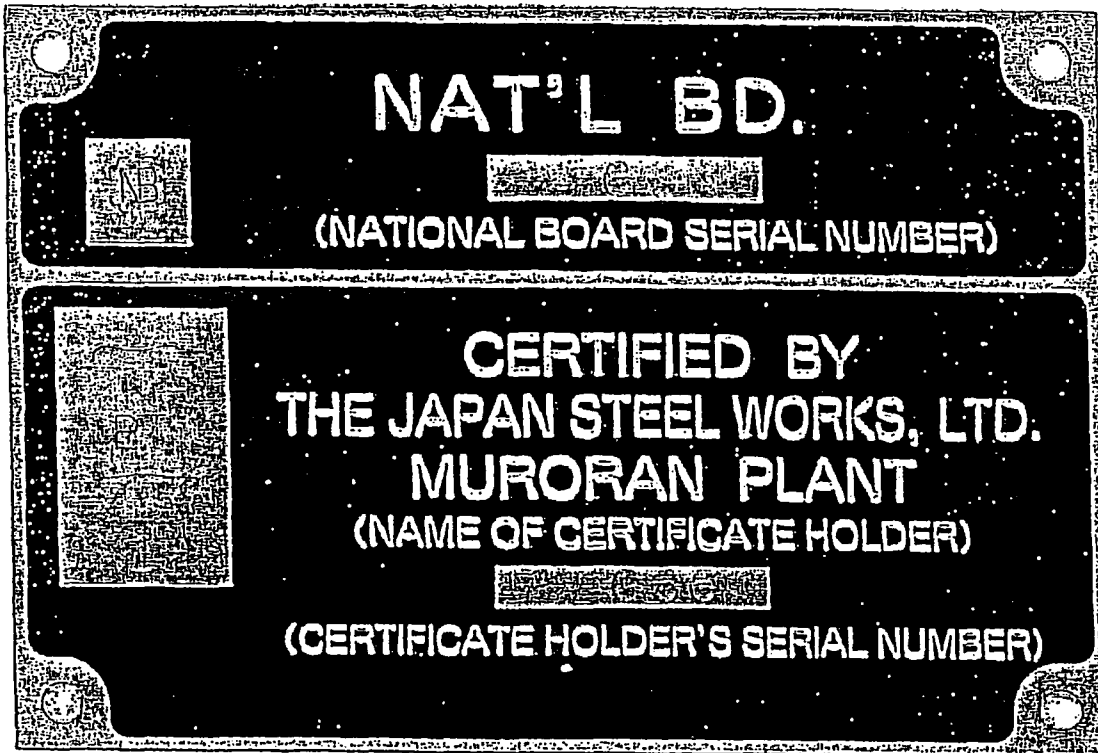 NAT'L BD.
NB
(NATIONAL BOARD SERIAL NUMBER)
CERTIFIED BY
THE JAPAN STEEL WORKS, LTD.
MURORAN PLANT
(NAME OF CERTIFICATE HOLDER)
(CERTIFICATE HOLDER'S SERIAL NUMBER)